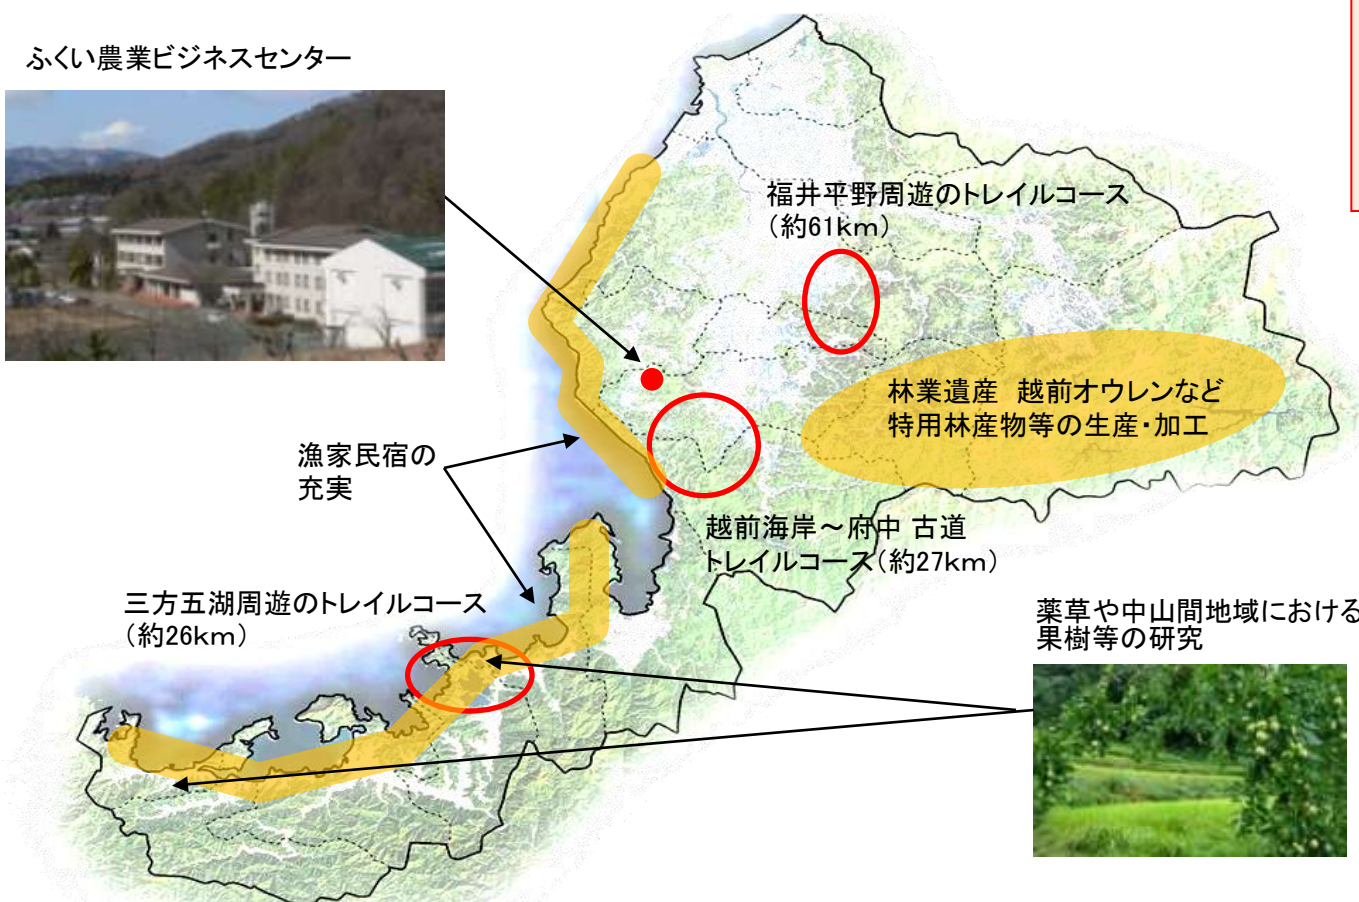 ふくい農業ビジネスセンター
福井平野周遊のトレイルコース
（約61km）
林業遺産　越前オウレンなど
特用林産物等の生産・加工
漁家民宿の
充実
越前海岸～府中 古道
トレイルコース（約27km）
三方五湖周遊のトレイルコース
（約26km）
薬草や中山間地域における
果樹等の研究